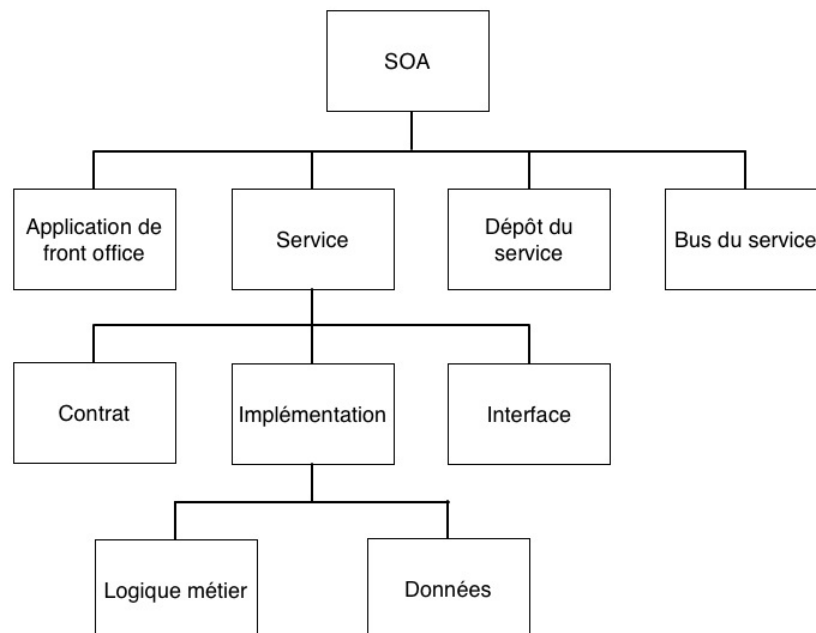 SOA
Application de
front office
Service
Dépôt du
service
Bus du service
Contrat
Implémentation
Interface
Logique métier
Données